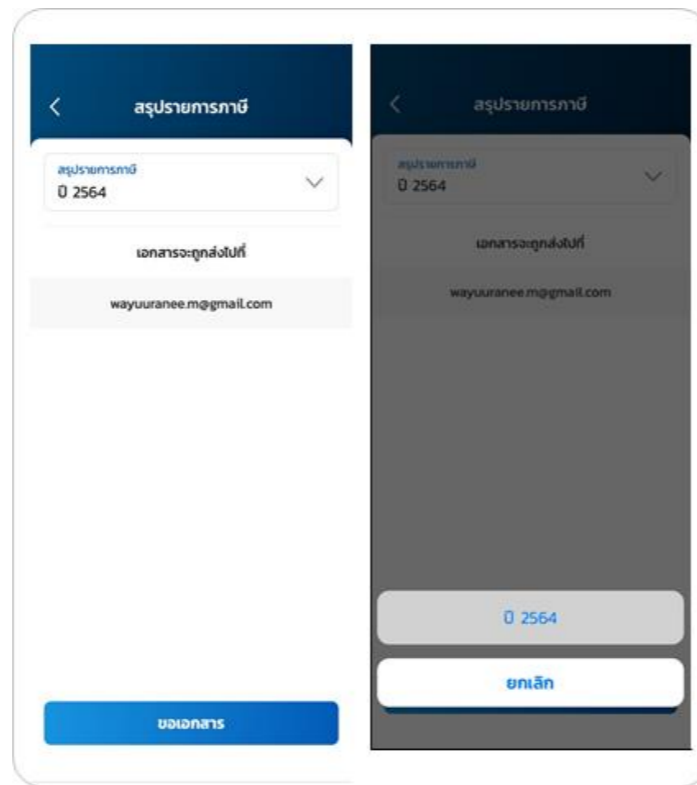 สรุปรายการภาษี
สรุปรายการภาษี
ปี 2564
เอกสารจะถูกส่งไปที่
wayuuranee.m@gmail.com
ขอเอกสาร
สรุปรายการภาษี
สรุปรายการภาษี
ปี 2564
เอกสารจะถูกส่งไปที่
wayuuranee.m@gmail.com
ปี 2564
ยกเลิก